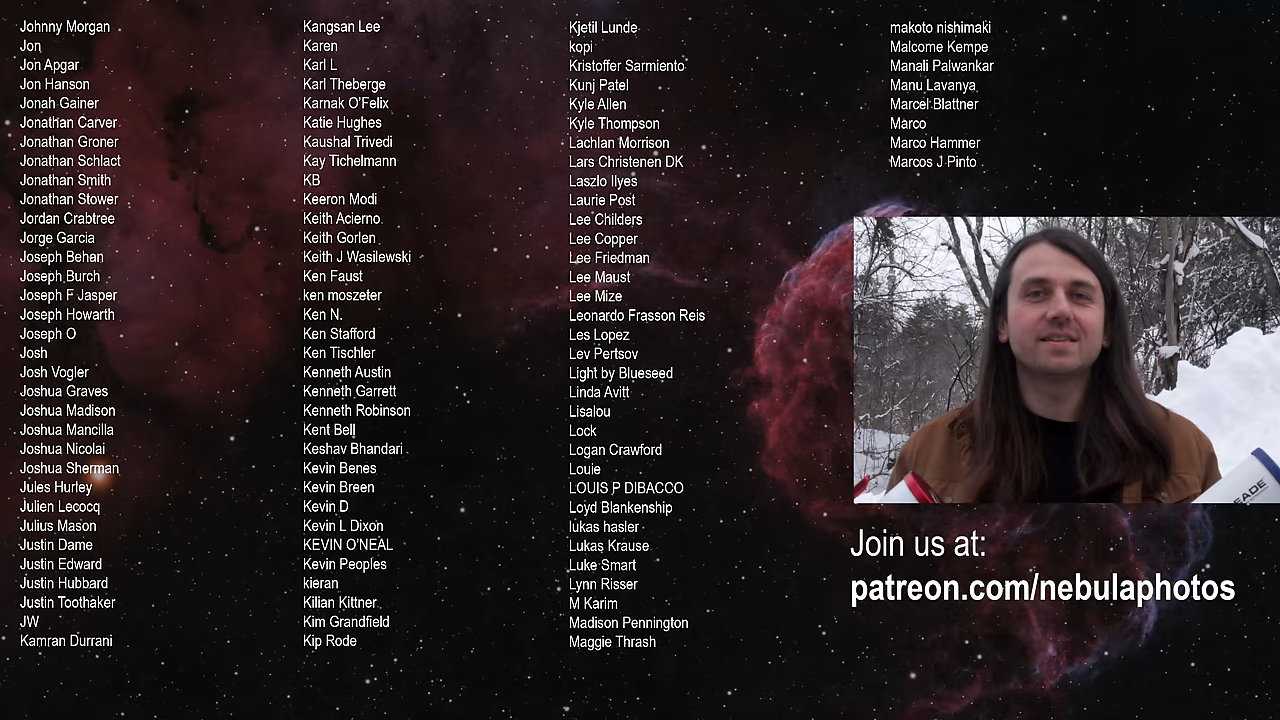 Johnny Morgan
Jon
Jon Apgar
Jon Hanson
Jonah Gainer
Jonathan Carver
Jonathan Groner
Jonathan Schlact
Jonathan Smith
Jonathan Stower
Jordan Crabtree
Jorge Garcia
Joseph Behan
Joseph Burch
Joseph F Jasper
Joseph Howarth
Joseph O
Josh
Josh Vogler
Joshua Graves
Joshua Madison
Joshua Mancilla
Joshua Nicolai
Joshua Sherman
Jules Hurley
Julien Lecocq
Julius Mason
Justin Dame
Justin Edward
Justin Hubbard
Justin Toothaker
JW
Kamran Durrani
Kangsan Lee
Karen
Karl L
Karl Theberge
Karnak O'Felix
Katie Hughes
Kaushal Trivedi
Kay Tichelmann
KB
Keeron Modi
Keith Acierno
Keith Gorlen
Keith J Wasilewski
Ken Faust
ken moszeter
Ken N.
Ken Stafford
Ken Tischler
Kenneth Austin
Kenneth Garrett
Kenneth Robinson
Kent Bell
Keshav Bhandari
Kevin Benes
Kevin Breen
Kevin D
Kevin L Dixon
KEVIN O'NEAL
Kevin Peoples
kieran
Kilian Kittner
Kim Grandfield
Kip Rode
Kjetil Lunde
kopi
Kristoffer Sarmiento
Kunj Patel
Kyle Allen
Kyle Thompson
Lachlan Morrison
Lars Christenen DK
Laszlo Ilyes
Laurie Post
Lee Childers
Lee Copper
Lee Friedman
Lee Maust
Lee Mize
Leonardo Frasson Reis
Les Lopez
Lev Pertsov
Light by Blueseed
Linda Avitt
Lisalou
Lock
Logan Crawford
Louie
LOUIS P DIBACCO
Loyd Blankenship
lukas hasler
Lukas Krause
Luke Smart
Lynn Risser
M Karim
Madison Pennington
Maggie Thrash
makoto nishimaki
Malcome Kempe
Manali Palwankar
Manu Lavanya
Marcel Blattner
Marco
Marco Hammer
Marcos J Pinto
EADE
Join us at:
patreon.com/nebulaphotos